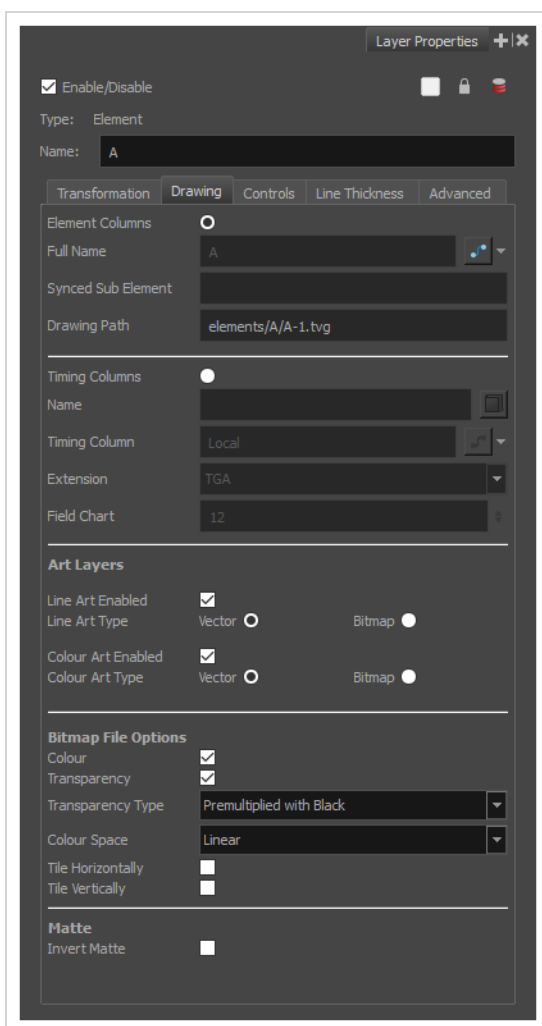 Layer Properties
Enable/Disable
Type: Element
Name: A
Transformation Drawing Controls Line Thickness Advanced
Element Columns
Full Name A
Synced Sub Element
Drawing Path elements/A/A-1.tvg
Timing Columns
Name
Timing Column Local
Extension TGA
Field Chart 12
Art Layers
Line Art Enabled
Line Art Type Vector Bitmap
Colour Art Enabled
Colour Art Type Vector Bitmap
Bitmap File Options
Colour
Transparency
Transparency Type Premultiplied with Black
Colour Space Linear
Tile Horizontally
Tile Vertically
Matte
Invert Matte